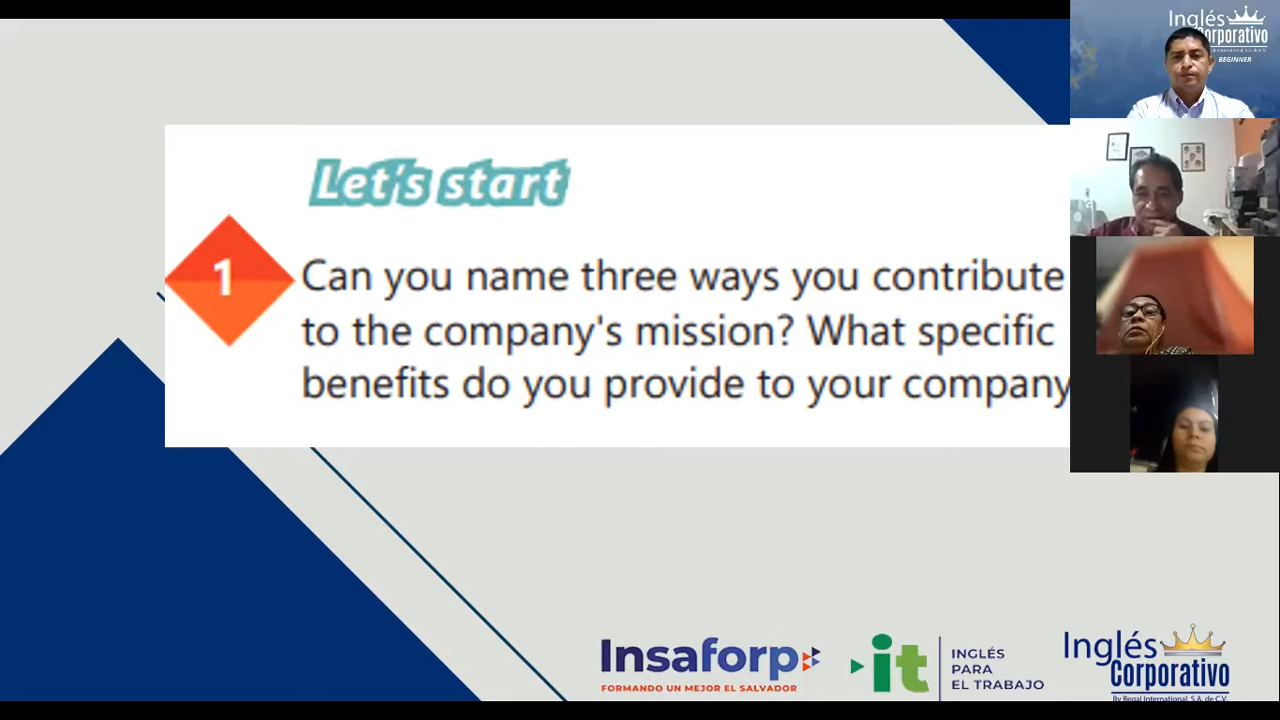 Let's start
1
Can you name three ways you contribute
to the company's mission? What specific
benefits do you provide to your company
Insaforp
FORMANDO UN MEJOR EL SALVADOR
it
INGLÉS
PARA
EL TRABAJO
Inglés
Corporativo
By Regal International, S.A. de C.V.
Inglés
Corporativo
BEGINNER